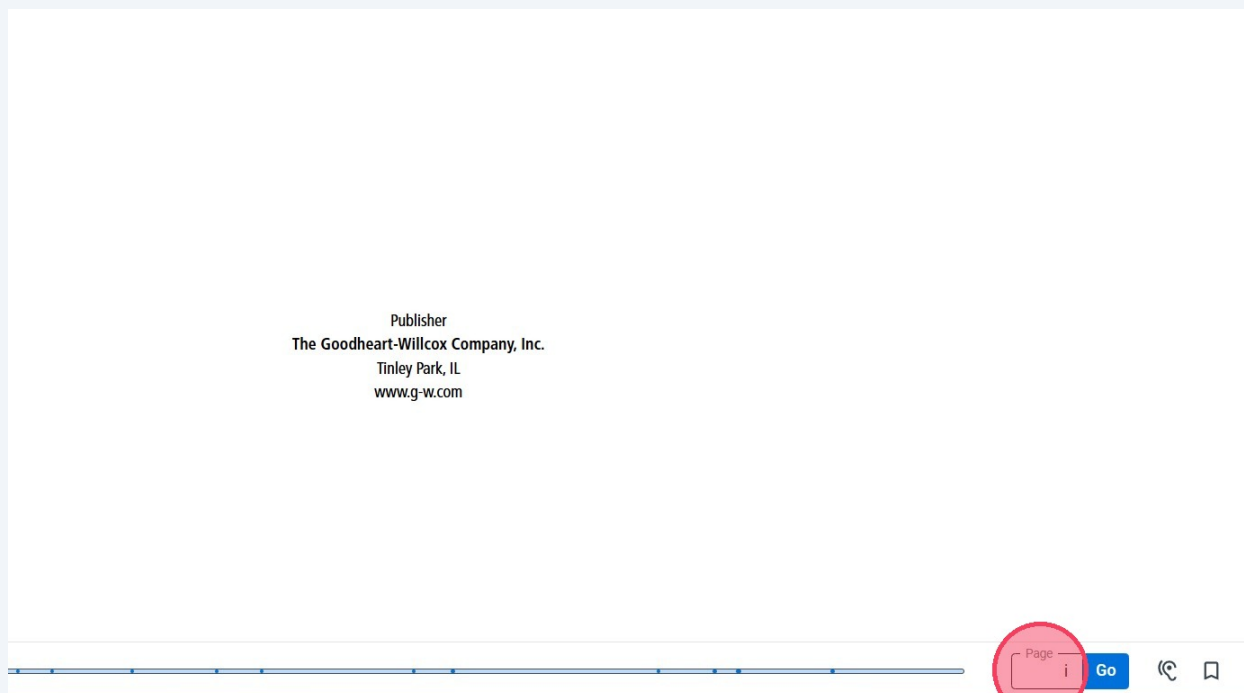 Publisher
The Goodheart-Willcox Company, Inc.
Tinley Park, IL
www.g-w.com
Page
i
Go